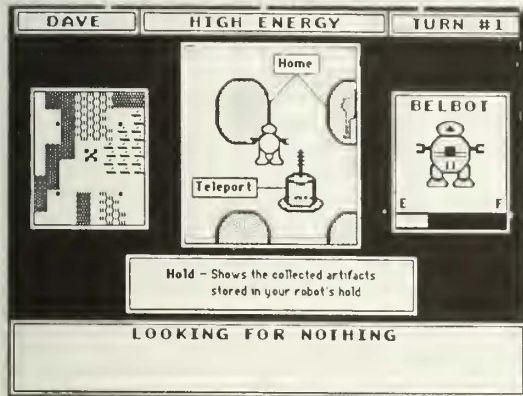 DAVE
HIGH ENERGY
TURN #1
Home
Teleport
BELBOT
E F
Hold – Shows the collected artifacts
stored in your robot's hold
LOOKING FOR NOTHING